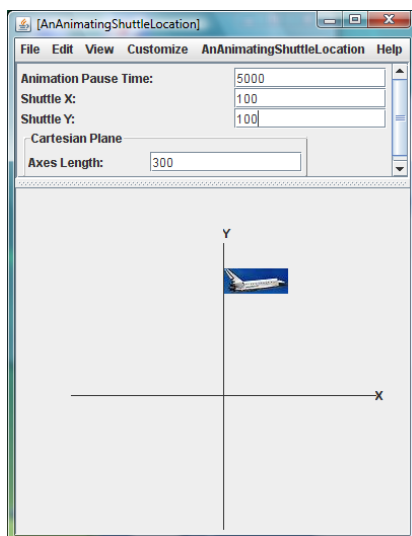 [AnAnimatingShuttleLocation]
File Edit View Customize AnAnimatingShuttleLocation Help
Animation Pause Time: 5000
Shuttle X: 100
Shuttle Y: 100
Cartesian Plane
Axes Length: 300
Y
X